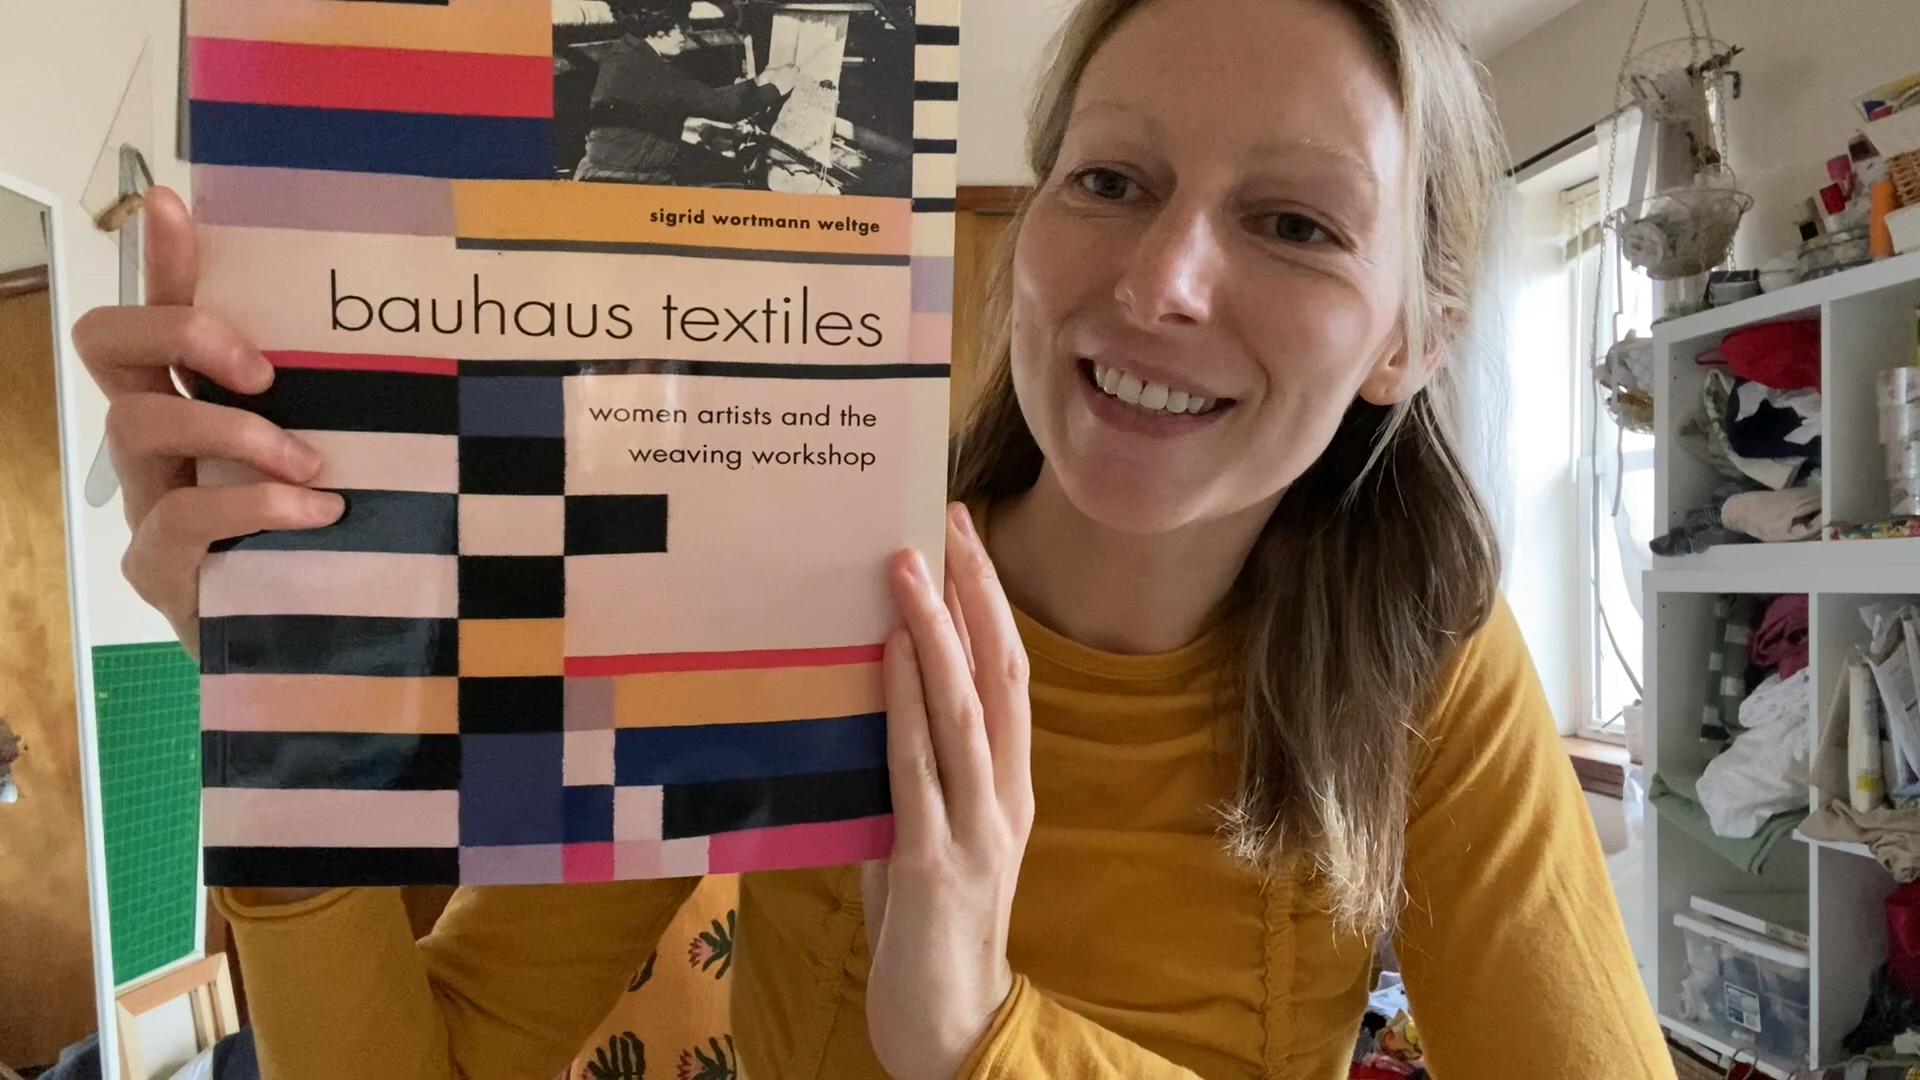 sigrid wortmann weltge
bauhaus textiles
women artists and the
weaving workshop